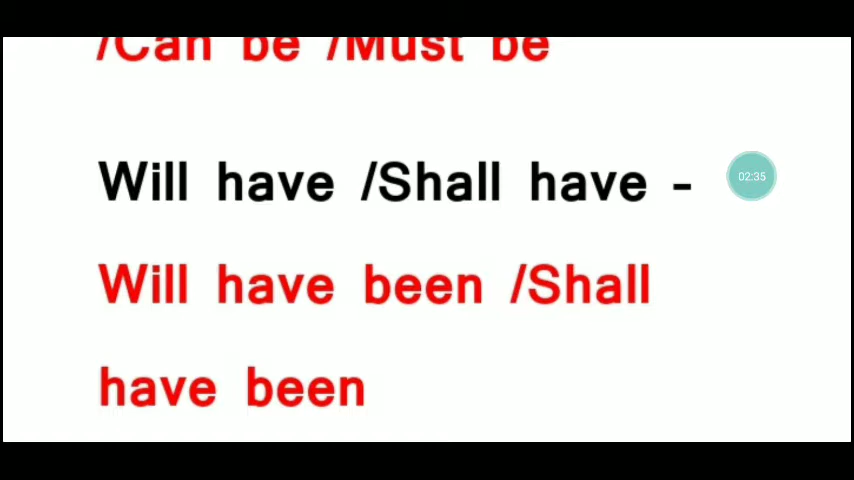 /Can be /Must be
Will have /Shall have -
02:35
Will have been /Shall
have been